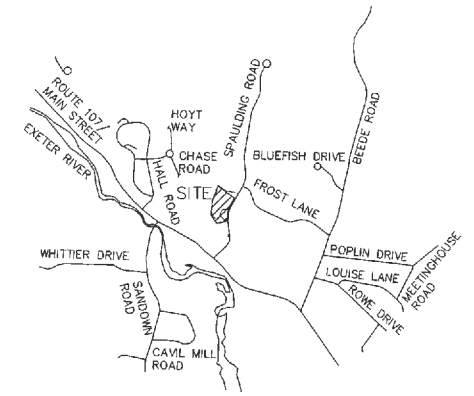 ROUTE 107/
MAIN STREET
EXETER RIVER
HOYT
WAY
CHASE
ROAD
HALL ROAD
SITE
SPAULDING ROAD
BLUEFISH DRIVE
BEEDE ROAD
FROST LANE
WHITTIER DRIVE
SANDOWN
ROAD
CAVIL MILL
ROAD
POPLIN DRIVE
LOUISE LANE
ROWE DRIVE
MEETINGHOUSE
ROAD